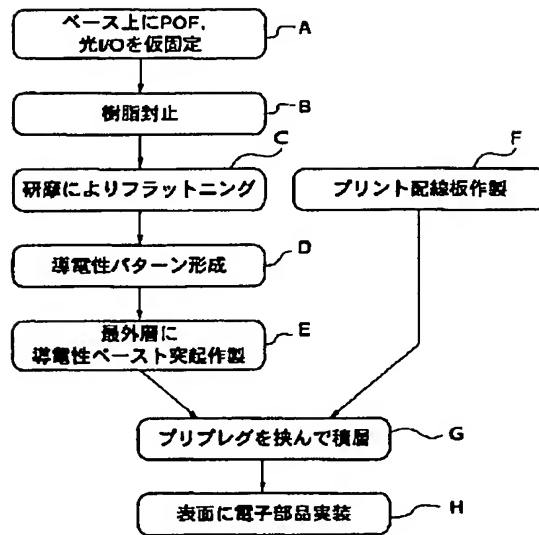 ベース上にPOF,
光I/Oを仮固定
A
樹脂封止
B
C
研磨によりフラットニング
F
プリント配線板作製
導電性パターン形成
D
最外層に
導電性ペースト突起作製
E
プリプレグを挟んで積層
G
表面に電子部品実装
H